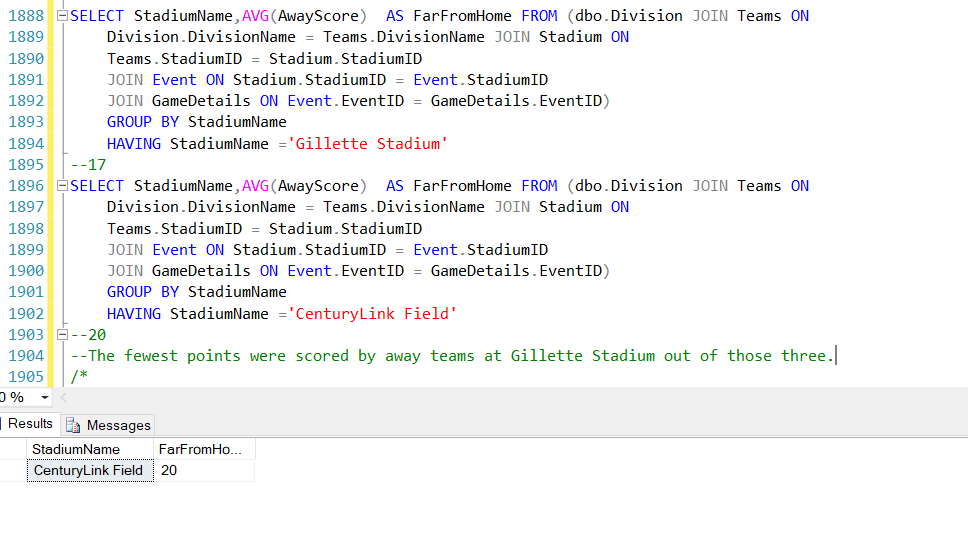 1888 SELECT StadiumName,AVG(AwayScore)  AS FarFromHome FROM (dbo.Division JOIN Teams ON
1889 Division.DivisionName = Teams.DivisionName JOIN Stadium ON
1890 Teams.StadiumID = Stadium.StadiumID
1891 JOIN Event ON Stadium.StadiumID = Event.StadiumID
1892 JOIN GameDetails ON Event.EventID = GameDetails.EventID)
1893 GROUP BY StadiumName
1894 HAVING StadiumName ='Gillette Stadium'
1895 --17
1896 SELECT StadiumName,AVG(AwayScore)  AS FarFromHome FROM (dbo.Division JOIN Teams ON
1897 Division.DivisionName = Teams.DivisionName JOIN Stadium ON
1898 Teams.StadiumID = Stadium.StadiumID
1899 JOIN Event ON Stadium.StadiumID = Event.StadiumID
1900 JOIN GameDetails ON Event.EventID = GameDetails.EventID)
1901 GROUP BY StadiumName
1902 HAVING StadiumName ='CenturyLink Field'
1903 --20
1904 --The fewest points were scored by away teams at Gillette Stadium out of those three.
1905 /*
0 %
Results Messages
StadiumName FarFromHo...
CenturyLink Field 20